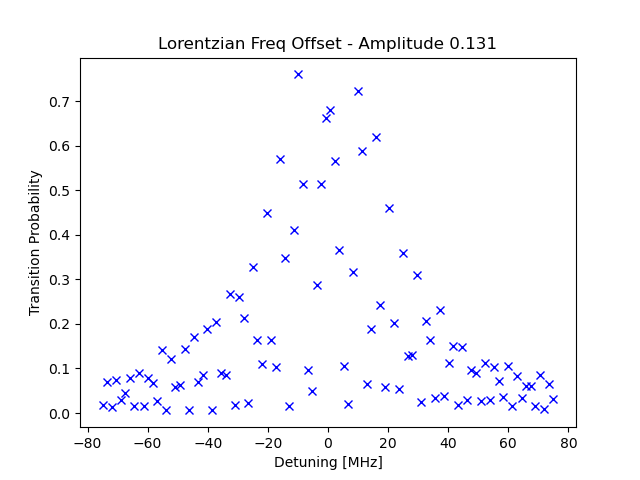 Lorentzian Freq Offset - Amplitude 0.131
0.7
0.6
0.5
0.4
0.3
0.2
0.1
0.0
Transition Probability
−80 −60 −40 −20 0 20 40 60 80
Detuning [MHz]